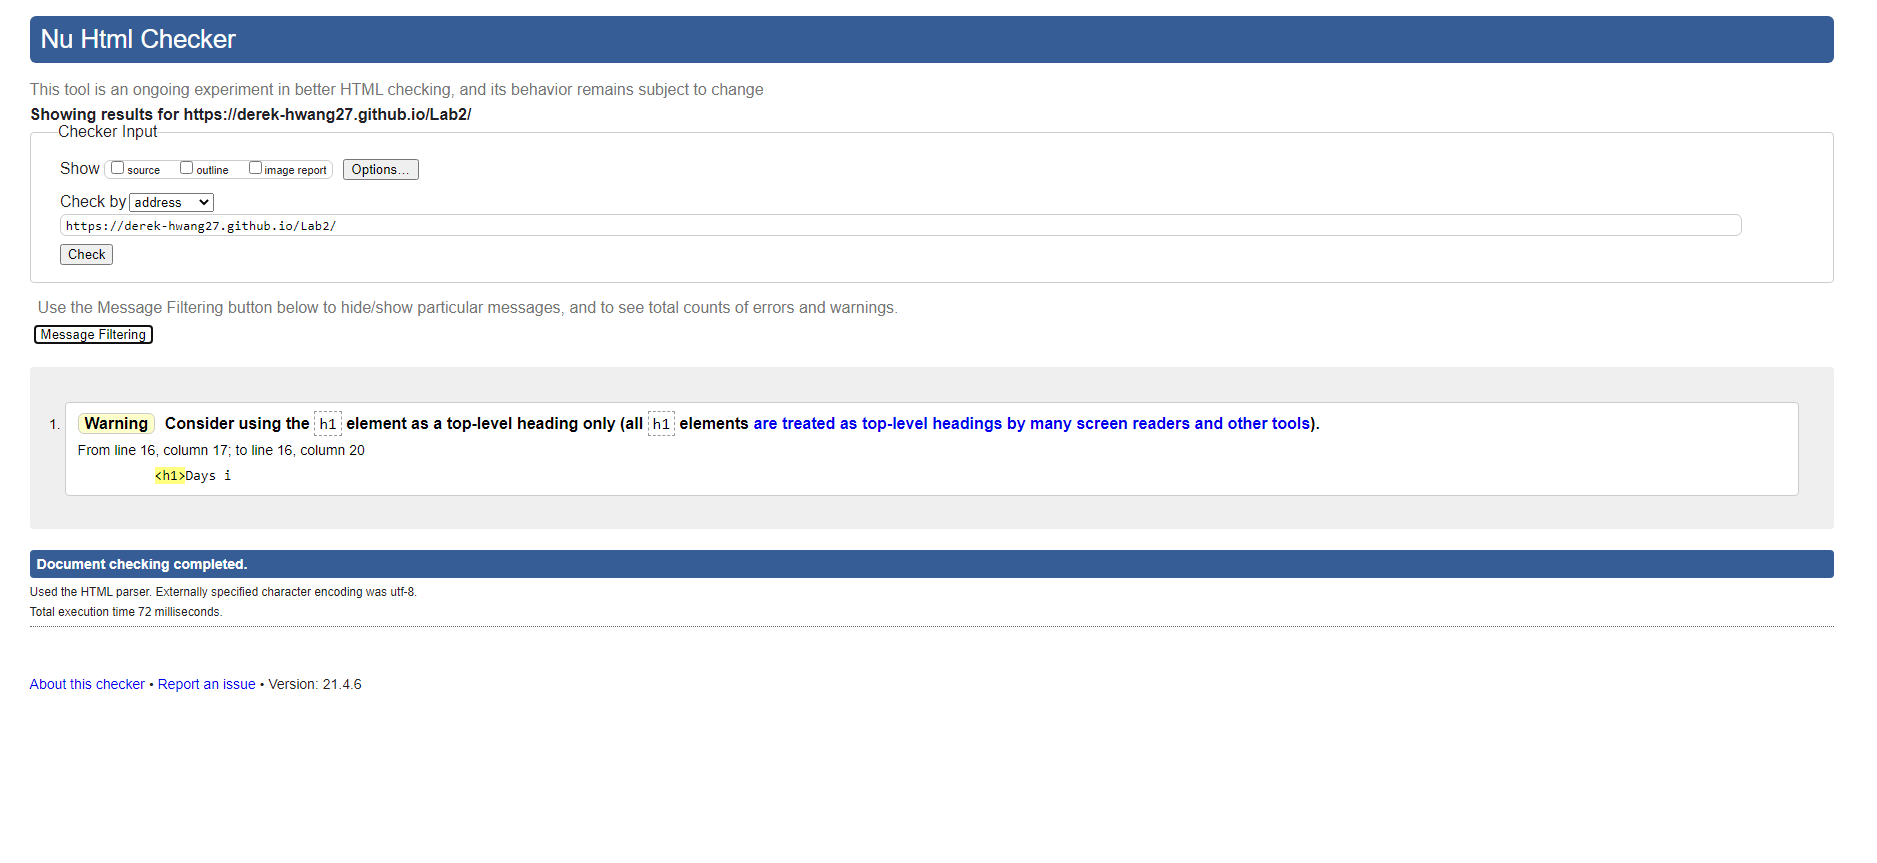 Nu Html Checker
This tool is an ongoing experiment in better HTML checking, and its behavior remains subject to change
Showing results for https://derek-hwang27.github.io/Lab2/
Checker Input
Show source outline image report Options...
Check by address
https://derek-hwang27.github.io/Lab2/
Check
Use the Message Filtering button below to hide/show particular messages, and to see total counts of errors and warnings.
Message Filtering
1. Warning Consider using the h1 element as a top-level heading only (all h1 elements are treated as top-level headings by many screen readers and other tools).
From line 16, column 17; to line 16, column 20
<h1>Days i
Document checking completed.
Used the HTML parser. Externally specified character encoding was utf-8.
Total execution time 72 milliseconds.
About this checker • Report an issue • Version: 21.4.6